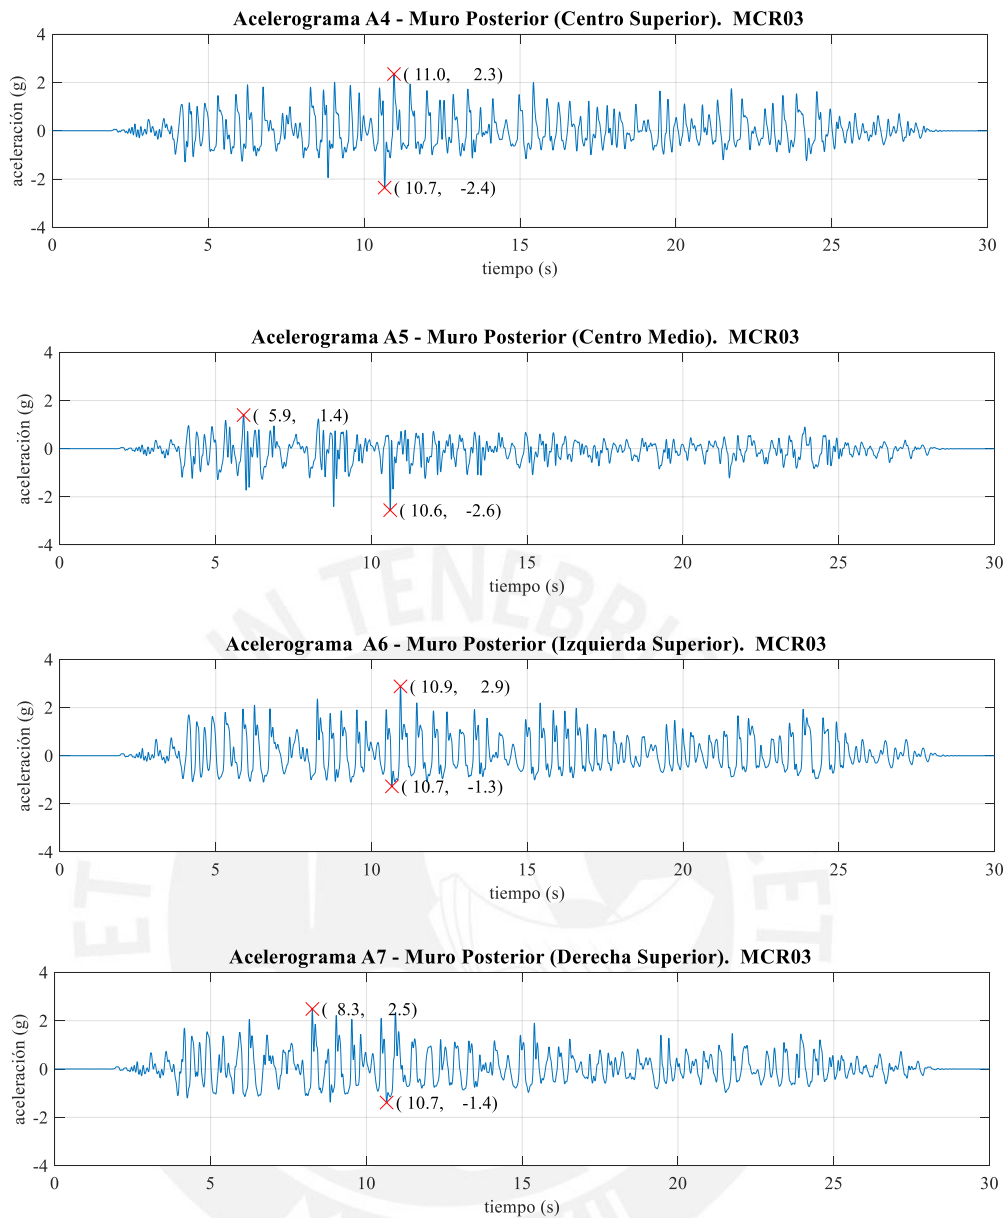 Acelerograma A4 - Muro Posterior (Centro Superior).  MCR03
4
2
0
-2
-4
aceleración (g)
( 11.0,    2.3)
( 10.7,    -2.4)
0 5 10 15 20 25 30
tiempo (s)
Acelerograma A5 - Muro Posterior (Centro Medio).  MCR03
4
2
0
-2
-4
aceleración (g)
(  5.9,    1.4)
( 10.6,    -2.6)
0 5 10 15 20 25 30
tiempo (s)
IN TENEBRI
Acelerograma  A6 - Muro Posterior (Izquierda Superior).  MCR03
4
2
0
-2
-4
aceleración (g)
( 10.9,    2.9)
( 10.7,    -1.3)
0 5 10 15 20 25 30
tiempo (s)
ET
ET
Acelerograma A7 - Muro Posterior (Derecha Superior).  MCR03
4
2
0
-2
-4
aceleración (g)
(  8.3,    2.5)
( 10.7,    -1.4)
0 5 10 15 20 25 30
tiempo (s)